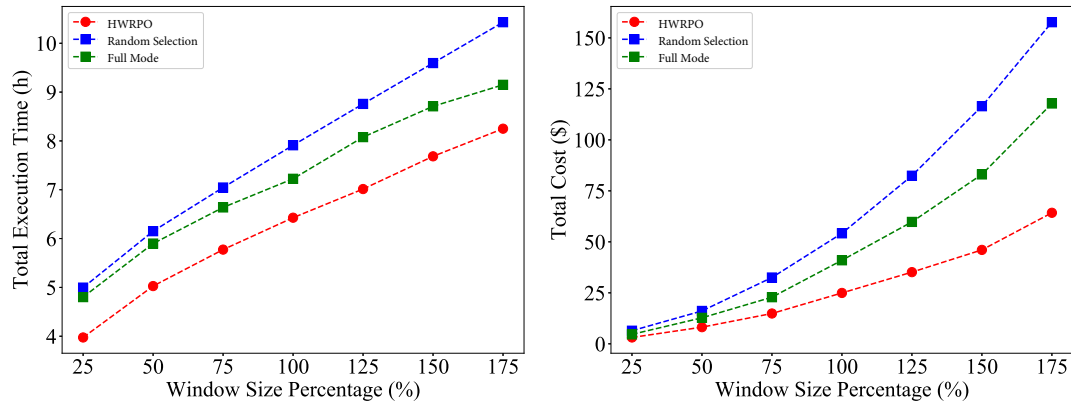 HWRPO
Random Selection
Full Mode
Total Execution Time (h)
10
9
8
7
6
5
4
25 50 75 100 125 150 175
Window Size Percentage (%)
HWRPO
Random Selection
Full Mode
Total Cost ($)
150
125
100
75
50
25
0
25 50 75 100 125 150 175
Window Size Percentage (%)